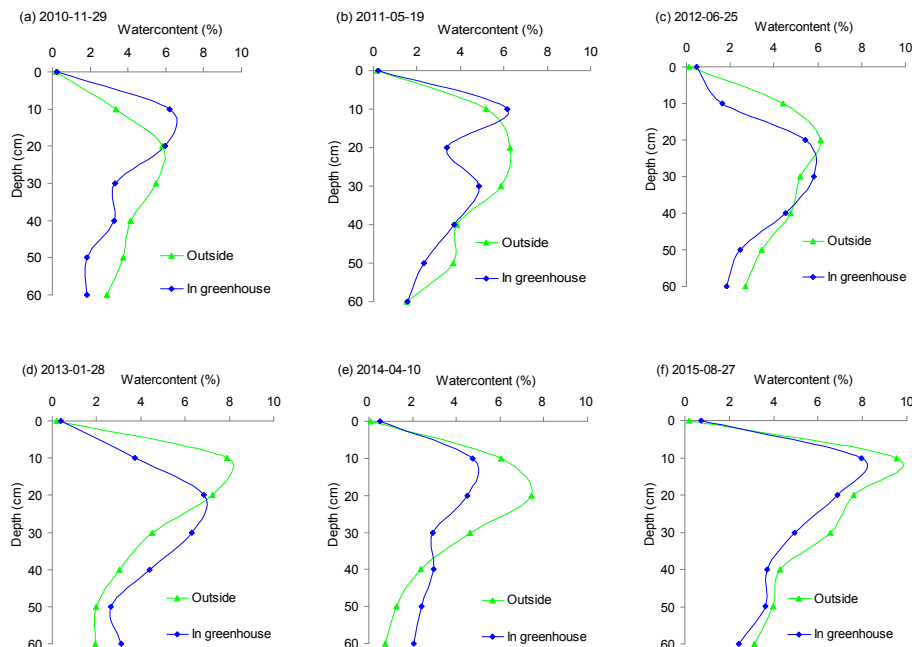 (a) 2010-11-29
Watercontent (%)
0 2 4 6 8 10
0
10
20
30
40
50
60
Depth (cm)
Outside
In greenhouse
(b) 2011-05-19
Watercontent (%)
0 2 4 6 8 10
0
10
20
30
40
50
60
Depth (cm)
Outside
In greenhouse
(c) 2012-06-25
Watercontent (%)
0 2 4 6 8 10
0
10
20
30
40
50
60
Depth (cm)
Outside
In greenhouse
(d) 2013-01-28
Watercontent (%)
0 2 4 6 8 10
0
10
20
30
40
50
60
Depth (cm)
Outside
In greenhouse
(e) 2014-04-10
Watercontent (%)
0 2 4 6 8 10
0
10
20
30
40
50
60
Depth (cm)
Outside
In greenhouse
(f) 2015-08-27
Watercontent (%)
0 2 4 6 8 10
0
10
20
30
40
50
60
Depth (cm)
Outside
In greenhouse